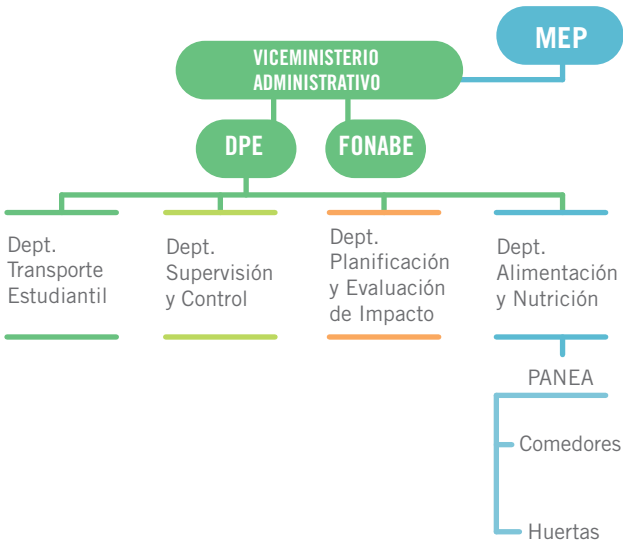 MEP
VICEMINISTERIO
ADMINISTRATIVO
DPE
FONABE
Dept.
Transporte
Estudiantil
Dept.
Supervisión
y Control
Dept.
Planificación
y Evaluación
de Impacto
Dept.
Alimentación
y Nutrición
PANEA
Comedores
Huertas